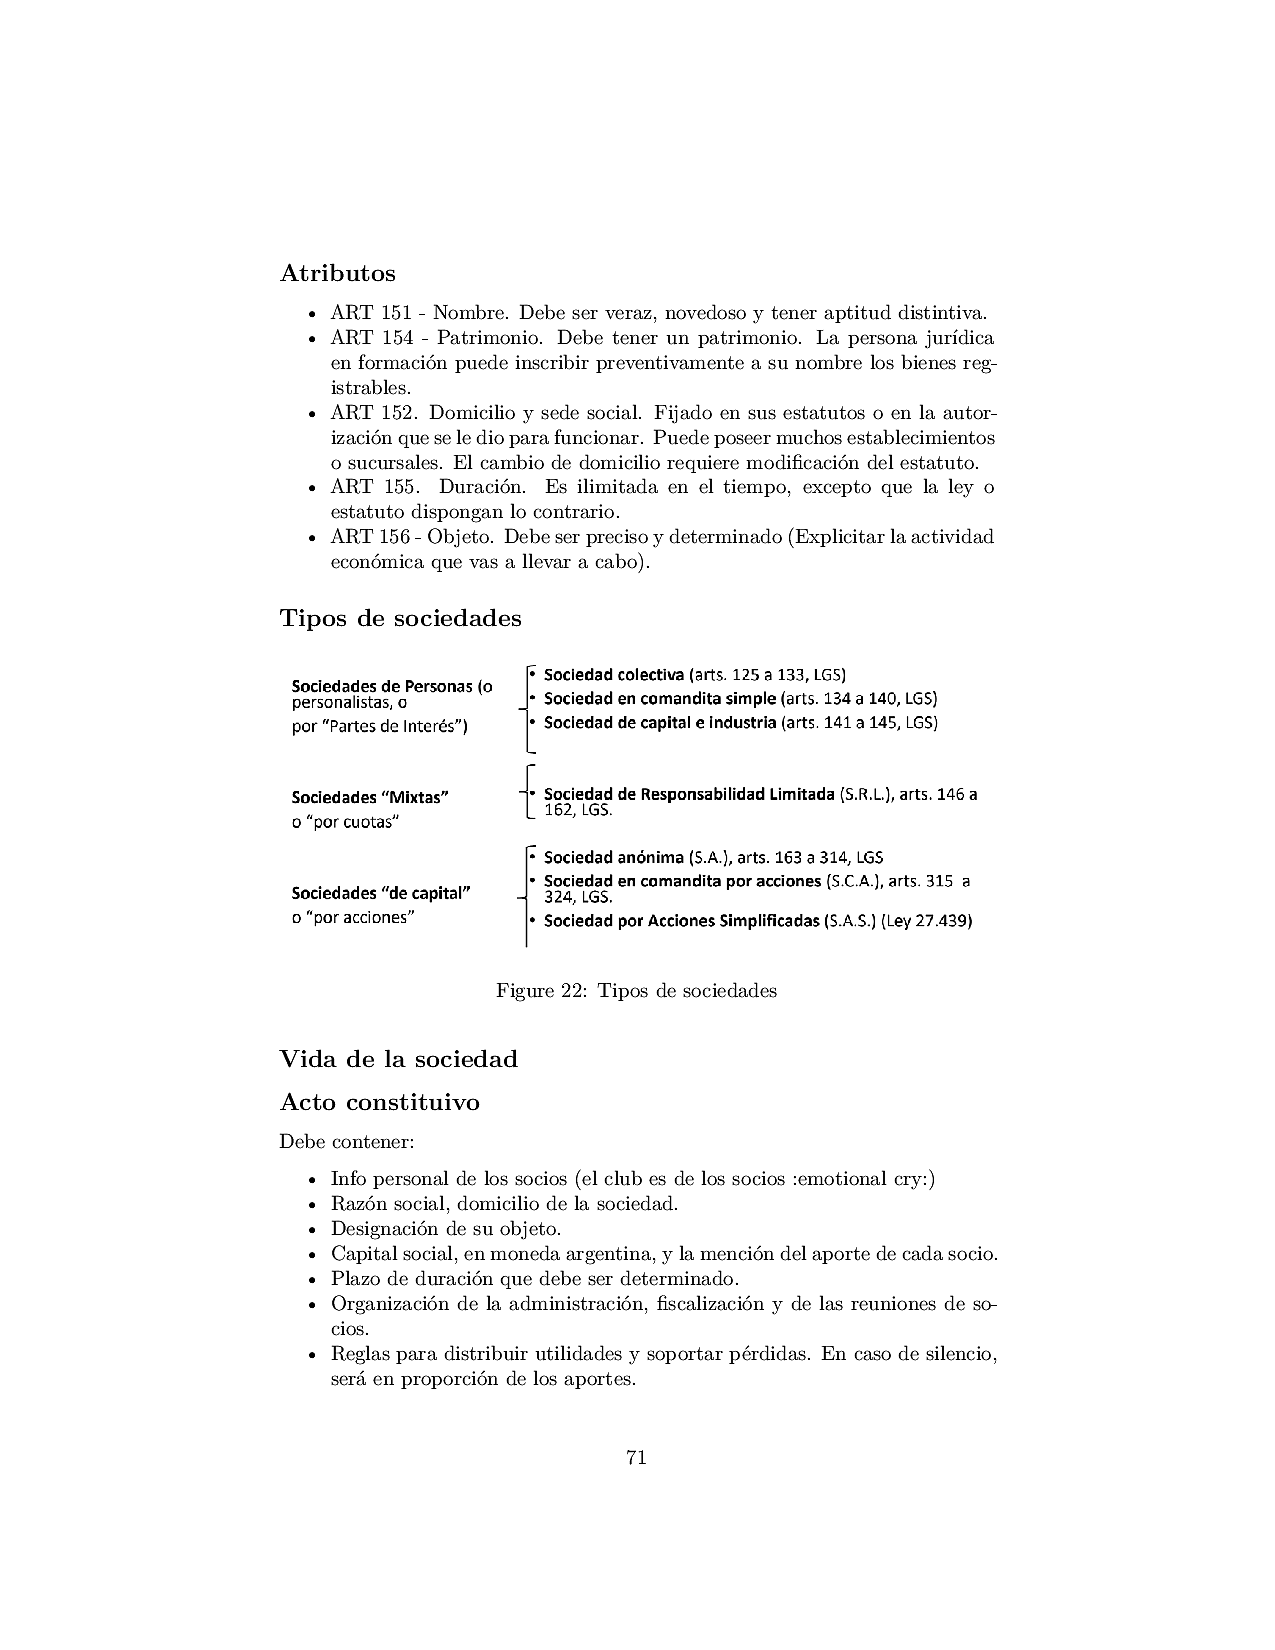 Atributos
• ART 151 - Nombre. Debe ser veraz, novedoso y tener aptitud distintiva.
• ART 154 - Patrimonio. Debe tener un patrimonio. La persona jurídica
en formación puede inscribir preventivamente a su nombre los bienes reg-
istrables.
• ART 152. Domicilio y sede social. Fijado en sus estatutos o en la autor-
ización que se le dio para funcionar. Puede poseer muchos establecimientos
o sucursales. El cambio de domicilio requiere modificación del estatuto.
• ART 155. Duración. Es ilimitada en el tiempo, excepto que la ley o
estatuto dispongan lo contrario.
• ART 156 - Objeto. Debe ser preciso y determinado (Explicitar la actividad
económica que vas a llevar a cabo).
Tipos de sociedades
Sociedades de Personas (o
personalistas, o
por “Partes de Interés”)
• Sociedad colectiva (arts. 125 a 133, LGS)
• Sociedad en comandita simple (arts. 134 a 140, LGS)
• Sociedad de capital e industria (arts. 141 a 145, LGS)
Sociedades “Mixtas”
o “por cuotas”
• Sociedad de Responsabilidad Limitada (S.R.L.), arts. 146 a
162, LGS.
Sociedades “de capital”
o “por acciones”
• Sociedad anónima (S.A.), arts. 163 a 314, LGS
• Sociedad en comandita por acciones (S.C.A.), arts. 315 a
324, LGS.
• Sociedad por Acciones Simplificadas (S.A.S.) (Ley 27.439)
Figure 22: Tipos de sociedades
Vida de la sociedad
Acto constituivo
Debe contener:
• Info personal de los socios (el club es de los socios :emotional cry:)
• Razón social, domicilio de la sociedad.
• Designación de su objeto.
• Capital social, en moneda argentina, y la mención del aporte de cada socio.
• Plazo de duración que debe ser determinado.
• Organización de la administración, fiscalización y de las reuniones de so-
cios.
• Reglas para distribuir utilidades y soportar pérdidas. En caso de silencio,
será en proporción de los aportes.
71